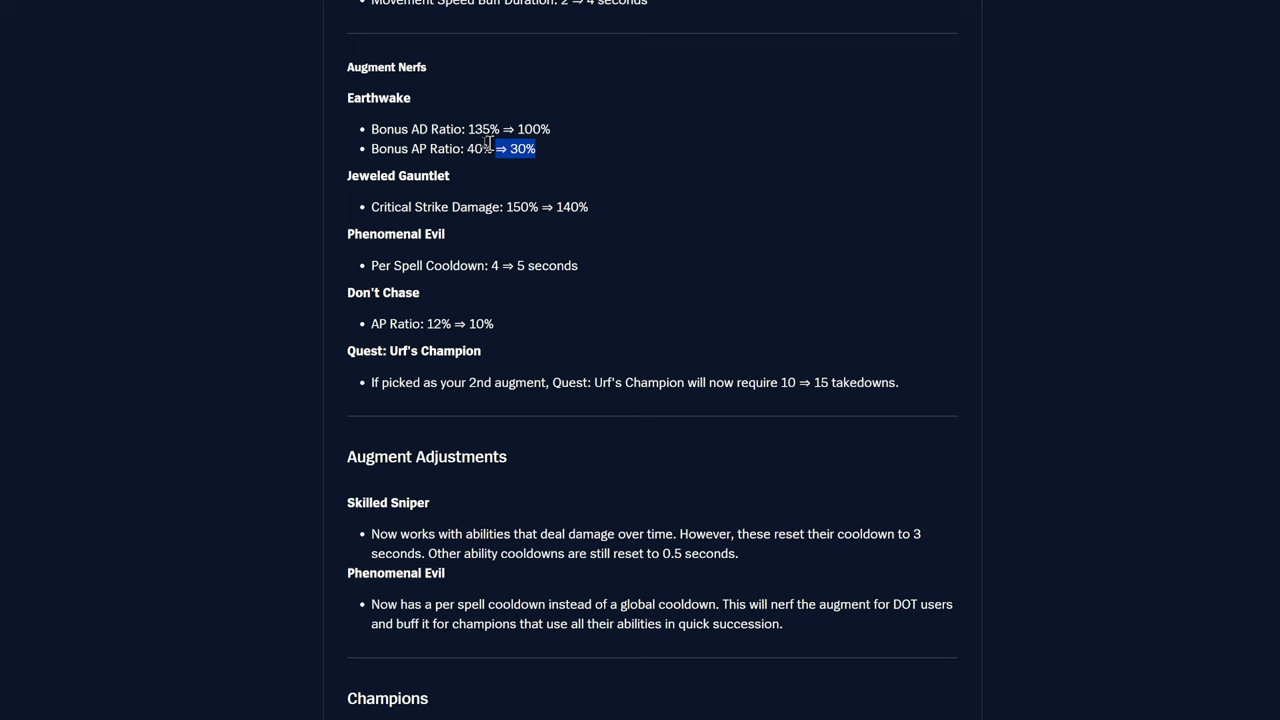 Movement Speed Buff Duration: 2 ⇒ 4 seconds
Augment Nerfs
Earthwake
• Bonus AD Ratio: 135% ⇒ 100%
• Bonus AP Ratio: 40% ⇒ 30%
Jeweled Gauntlet
• Critical Strike Damage: 150% ⇒ 140%
Phenomenal Evil
• Per Spell Cooldown: 4 ⇒ 5 seconds
Don't Chase
• AP Ratio: 12% ⇒ 10%
Quest: Urf's Champion
• If picked as your 2nd augment, Quest: Urf's Champion will now require 10 ⇒ 15 takedowns.
Augment Adjustments
Skilled Sniper
• Now works with abilities that deal damage over time. However, these reset their cooldown to 3
seconds. Other ability cooldowns are still reset to 0.5 seconds.
Phenomenal Evil
• Now has a per spell cooldown instead of a global cooldown. This will nerf the augment for DOT users
and buff it for champions that use all their abilities in quick succession.
Champions